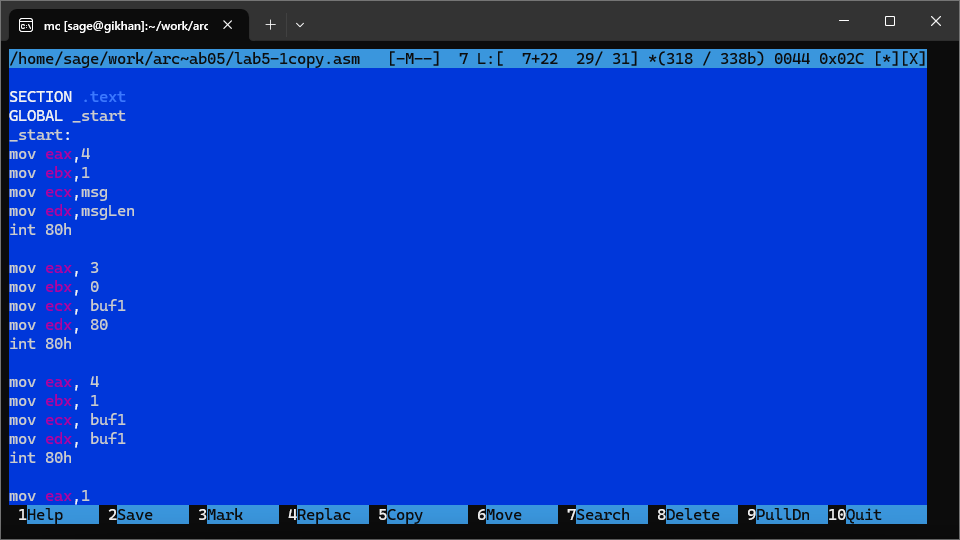 mc [sage@gikhan]:~/work/arc
/home/sage/work/arc~ab05/lab5-1copy.asm [-M--] 7 L:[ 7+22 29/ 31] *(318 / 338b) 0044 0x02C [*][X]
SECTION .text
GLOBAL _start
_start:
mov eax,4
mov ebx,1
mov ecx,msg
mov edx,msgLen
int 80h
mov eax, 3
mov ebx, 0
mov ecx, buf1
mov edx, 80
int 80h
mov eax, 4
mov ebx, 1
mov ecx, buf1
mov edx, buf1
int 80h
mov eax,1
1Help 2Save 3Mark 4Replac 5Copy 6Move 7Search 8Delete 9PullDn 10Quit